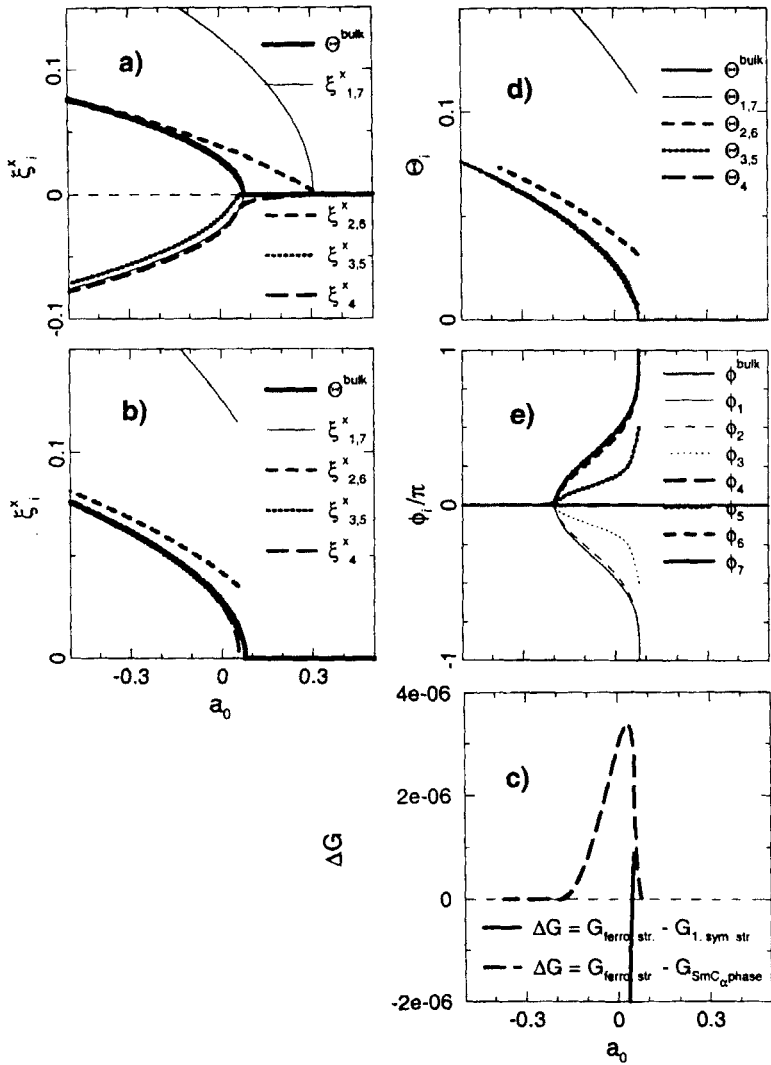 a)
0.1
0
-0.1
ξ_i^x
Θ^bulk
ξ^x_1,7
ξ^x_2,6
ξ^x_3,5
ξ^x_4
b)
0.1
0
ξ_i^x
Θ^bulk
ξ^x_1,7
ξ^x_2,6
ξ^x_3,5
ξ^x_4
-0.3 0 0.3
a_0
d)
0.1
0
Θ_i
Θ^bulk
Θ_1,7
Θ_2,6
Θ_3,5
Θ_4
e)
1
0
-1
ϕ_i/π
ϕ^bulk
ϕ_1
ϕ_2
ϕ_3
ϕ_4
ϕ_5
ϕ_6
ϕ_7
c)
4e-06
2e-06
0
-2e-06
ΔG
ΔG = G_ferro. str. - G_1. sym str
ΔG = G_ferro. str - G_SmC_α phase
-0.3 0 0.3
a_0